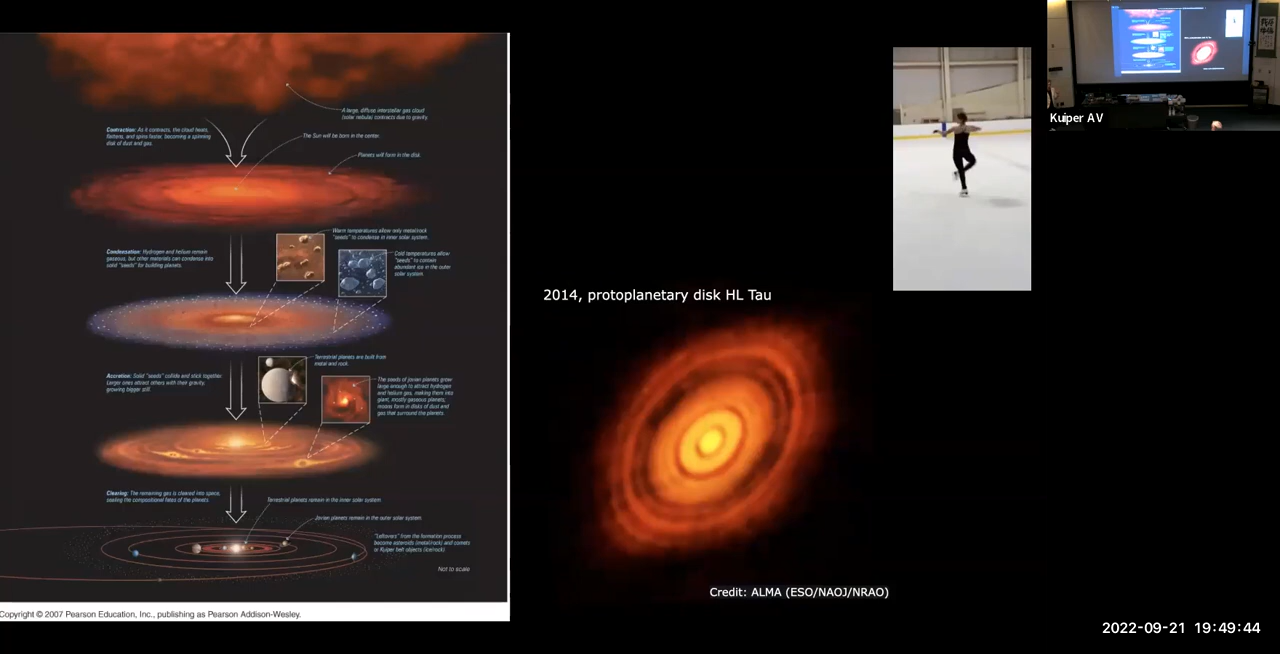 A large, diffuse interstellar gas cloud
(solar nebula) contracts due to gravity.
Contraction: As it contracts, the cloud heats,
flattens, and spins faster, becoming a spinning
disk of dust and gas.
The Sun will be born in the center.
Planets will form in the disk.
Warm temperatures allow only metal/rock
"seeds" to condense in inner solar system.
Condensation: Hydrogen and helium remain
gaseous, but other materials can condense into
solid "seeds" for building planets.
Cold temperatures allow
"seeds" to contain
abundant ice in the outer
solar system.
Terrestrial planets are built from
metal and rock.
Accretion: Solid "seeds" collide and stick together.
Larger ones attract others with their gravity,
growing bigger still.
The seeds of jovian planets grow
large enough to attract hydrogen
and helium gas, making them into
giant, mostly gaseous planets;
moons form in disks of dust and
gas that surround the planets.
Clearing: The remaining gas is cleared into space,
sealing the compositional fates of the planets.
Terrestrial planets remain in the inner solar system.
Jovian planets remain in the outer solar system.
"Leftovers" from the formation process
become asteroids (metal/rock) and comets
or Kuiper belt objects (ice/rock)
Not to scale
Copyright © 2007 Pearson Education, Inc., publishing as Pearson Addison-Wesley.
2014, protoplanetary disk HL Tau
Credit: ALMA (ESO/NAOJ/NRAO)
Kuiper AV
2022-09-21 19:49:44